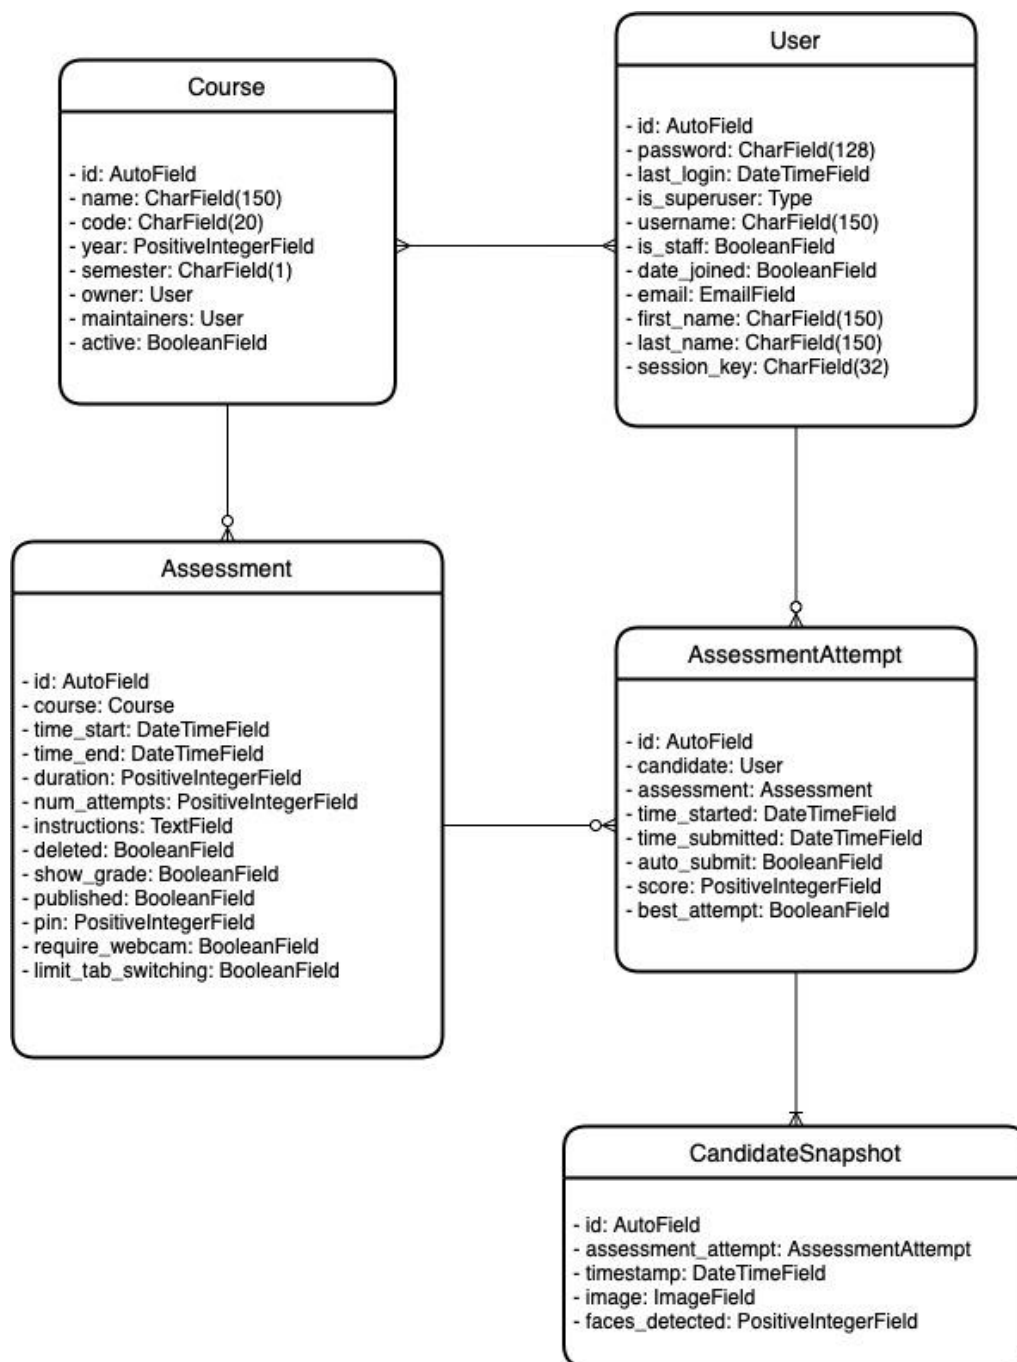 Course
- id: AutoField
- name: CharField(150)
- code: CharField(20)
- year: PositiveIntegerField
- semester: CharField(1)
- owner: User
- maintainers: User
- active: BooleanField
User
- id: AutoField
- password: CharField(128)
- last_login: DateTimeField
- is_superuser: Type
- username: CharField(150)
- is_staff: BooleanField
- date_joined: BooleanField
- email: EmailField
- first_name: CharField(150)
- last_name: CharField(150)
- session_key: CharField(32)
Assessment
- id: AutoField
- course: Course
- time_start: DateTimeField
- time_end: DateTimeField
- duration: PositiveIntegerField
- num_attempts: PositiveIntegerField
- instructions: TextField
- deleted: BooleanField
- show_grade: BooleanField
- published: BooleanField
- pin: PositiveIntegerField
- require_webcam: BooleanField
- limit_tab_switching: BooleanField
AssessmentAttempt
- id: AutoField
- candidate: User
- assessment: Assessment
- time_started: DateTimeField
- time_submitted: DateTimeField
- auto_submit: BooleanField
- score: PositiveIntegerField
- best_attempt: BooleanField
CandidateSnapshot
- id: AutoField
- assessment_attempt: AssessmentAttempt
- timestamp: DateTimeField
- image: ImageField
- faces_detected: PositiveIntegerField